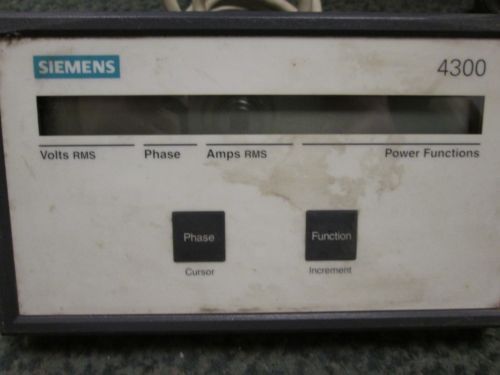 SIEMENS 4300
Volts RMS Phase Amps RMS Power Functions
Phase Function
Cursor Increment